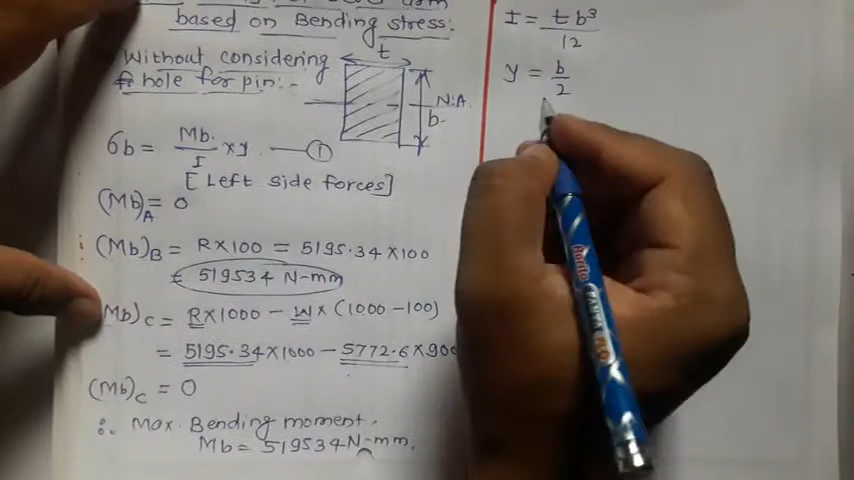 based on Bending stress:
Without considering
hole for pin:-
t
N.A
b
σb = Mb/I × y —— ①
[Left side forces]
(Mb)A = 0
(Mb)B = R×100 = 5195.34×100
= 519534 N-mm
Mb)C = R×1000 - W×(1000-100)
= 5195.34×1000 - 5772.6×900
(Mb)C = 0
∴ Max. Bending moment.
Mb = 519534 N-mm.
I = tb³/12
y = b/2